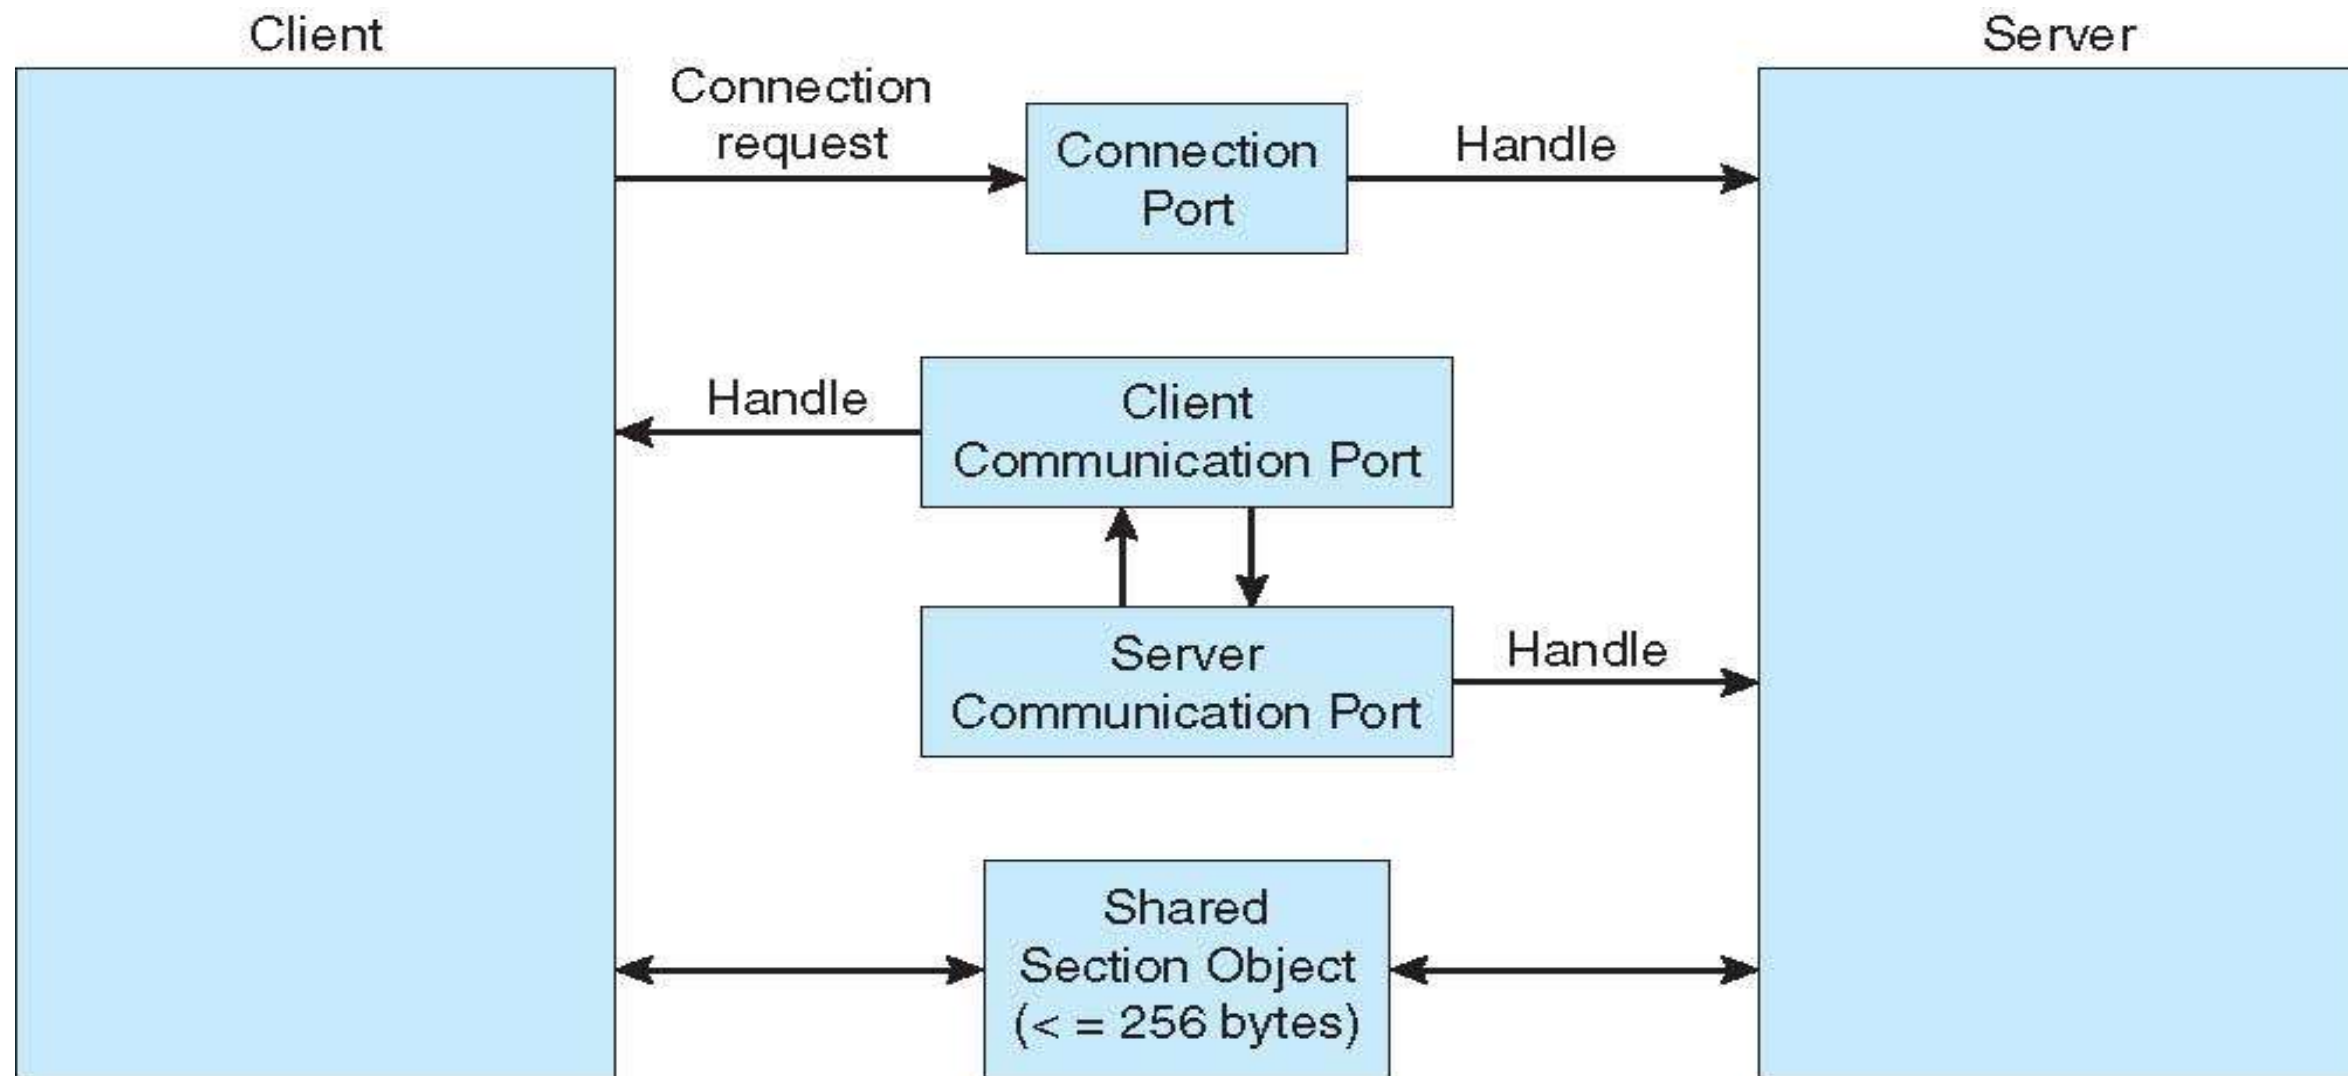 Client
Server
Connection
request
Connection
Port
Handle
Handle
Client
Communication Port
Server
Communication Port
Handle
Shared
Section Object
(< = 256 bytes)